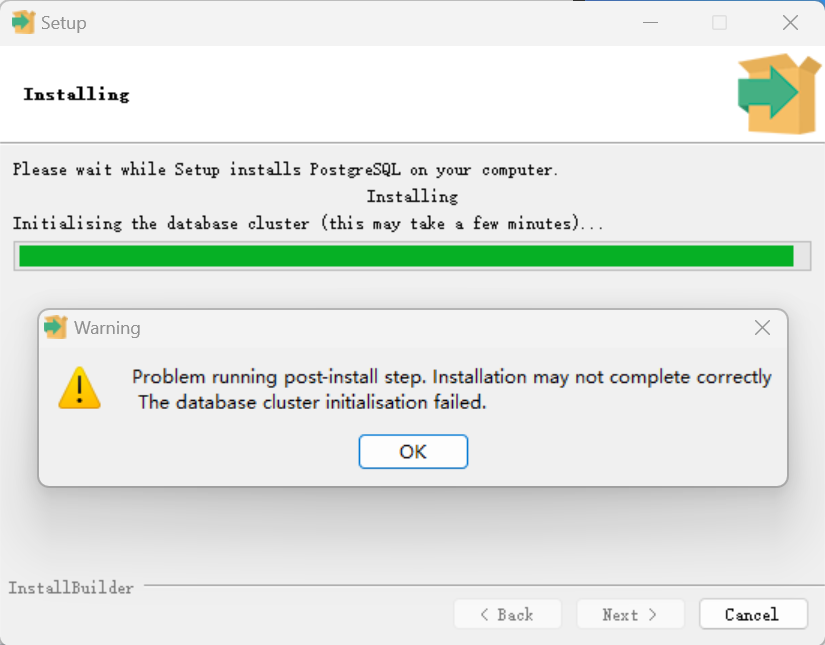 Setup
Installing
Please wait while Setup installs PostgreSQL on your computer.
Installing
Initialising the database cluster (this may take a few minutes)...
Warning
Problem running post-install step. Installation may not complete correctly
The database cluster initialisation failed.
OK
InstallBuilder
< Back
Next >
Cancel